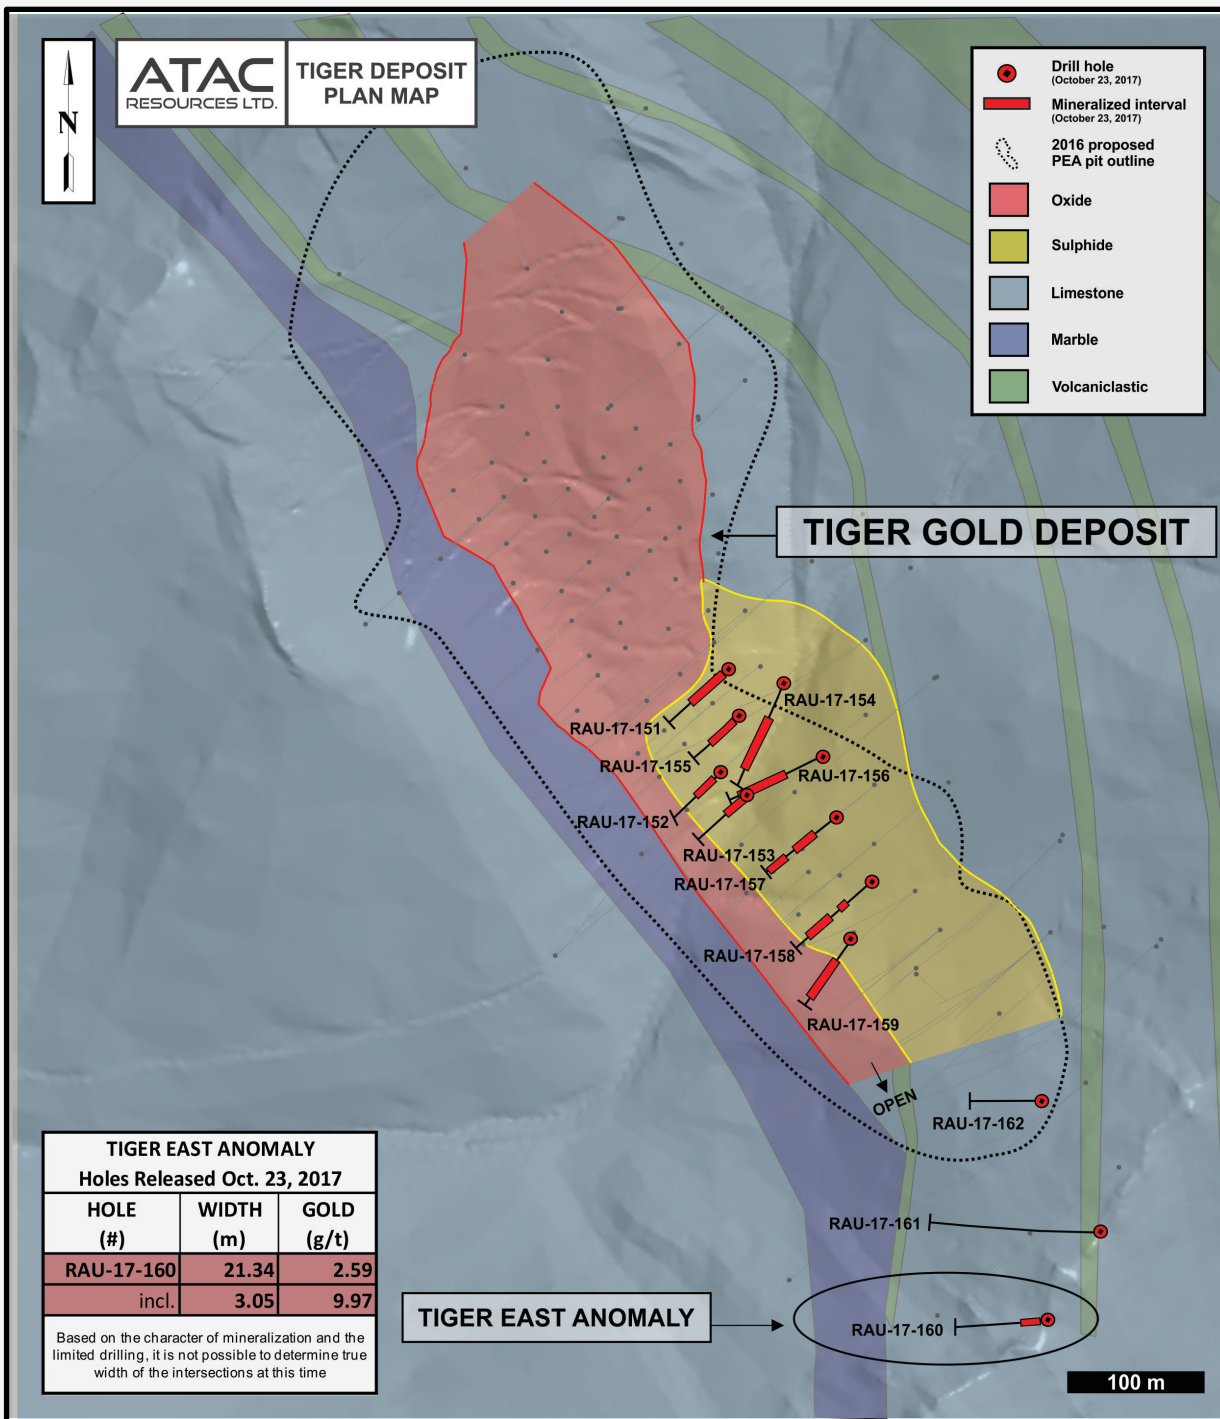 N
ATAC
RESOURCES LTD.
TIGER DEPOSIT
PLAN MAP
Drill hole
(October 23, 2017)
Mineralized interval
(October 23, 2017)
2016 proposed
PEA pit outline
Oxide
Sulphide
Limestone
Marble
Volcaniclastic
TIGER GOLD DEPOSIT
RAU-17-154
RAU-17-151
RAU-17-155
RAU-17-156
RAU-17-152
RAU-17-153
RAU-17-157
RAU-17-158
RAU-17-159
OPEN
RAU-17-162
RAU-17-161
RAU-17-160
TIGER EAST ANOMALY
TIGER EAST ANOMALY
Holes Released Oct. 23, 2017
HOLE WIDTH GOLD
(#) (m) (g/t)
RAU-17-160 21.34 2.59
incl. 3.05 9.97
Based on the character of mineralization and the
limited drilling, it is not possible to determine true
width of the intersections at this time
100 m